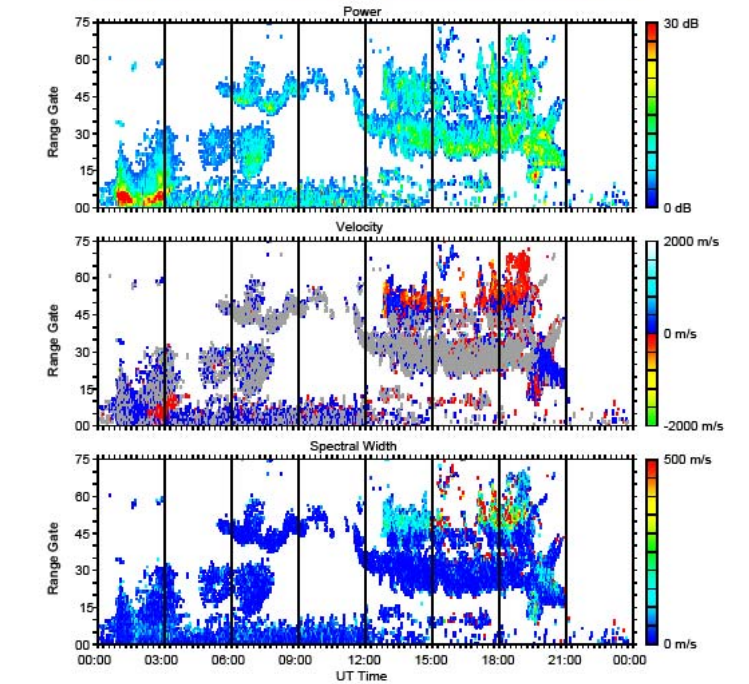 Power
75
60
45
30
15
00
Range Gate
30 dB
0 dB
Velocity
75
60
45
30
15
00
Range Gate
2000 m/s
0 m/s
-2000 m/s
Spectral Width
75
60
45
30
15
00
Range Gate
500 m/s
0 m/s
00:00 03:00 06:00 09:00 12:00 15:00 18:00 21:00 00:00
UT Time